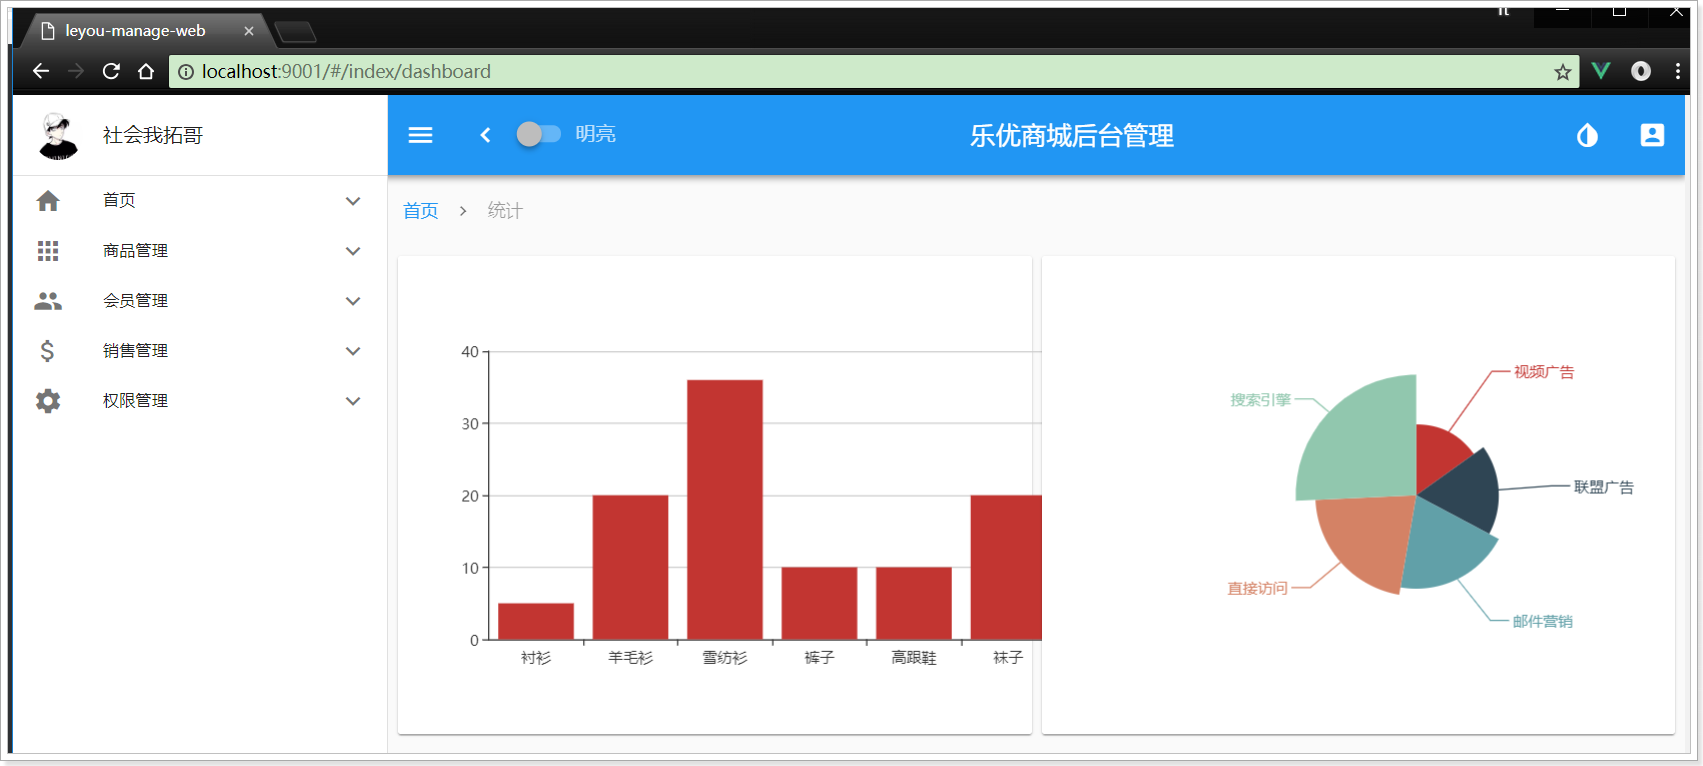 leyou-manage-web
localhost:9001/#/index/dashboard
社会我拓哥
明亮
乐优商城后台管理
首页
商品管理
会员管理
销售管理
权限管理
首页 > 统计
40
30
20
10
0
衬衫 羊毛衫 雪纺衫 裤子 高跟鞋 袜子
视频广告
搜索引擎
联盟广告
直接访问
邮件营销